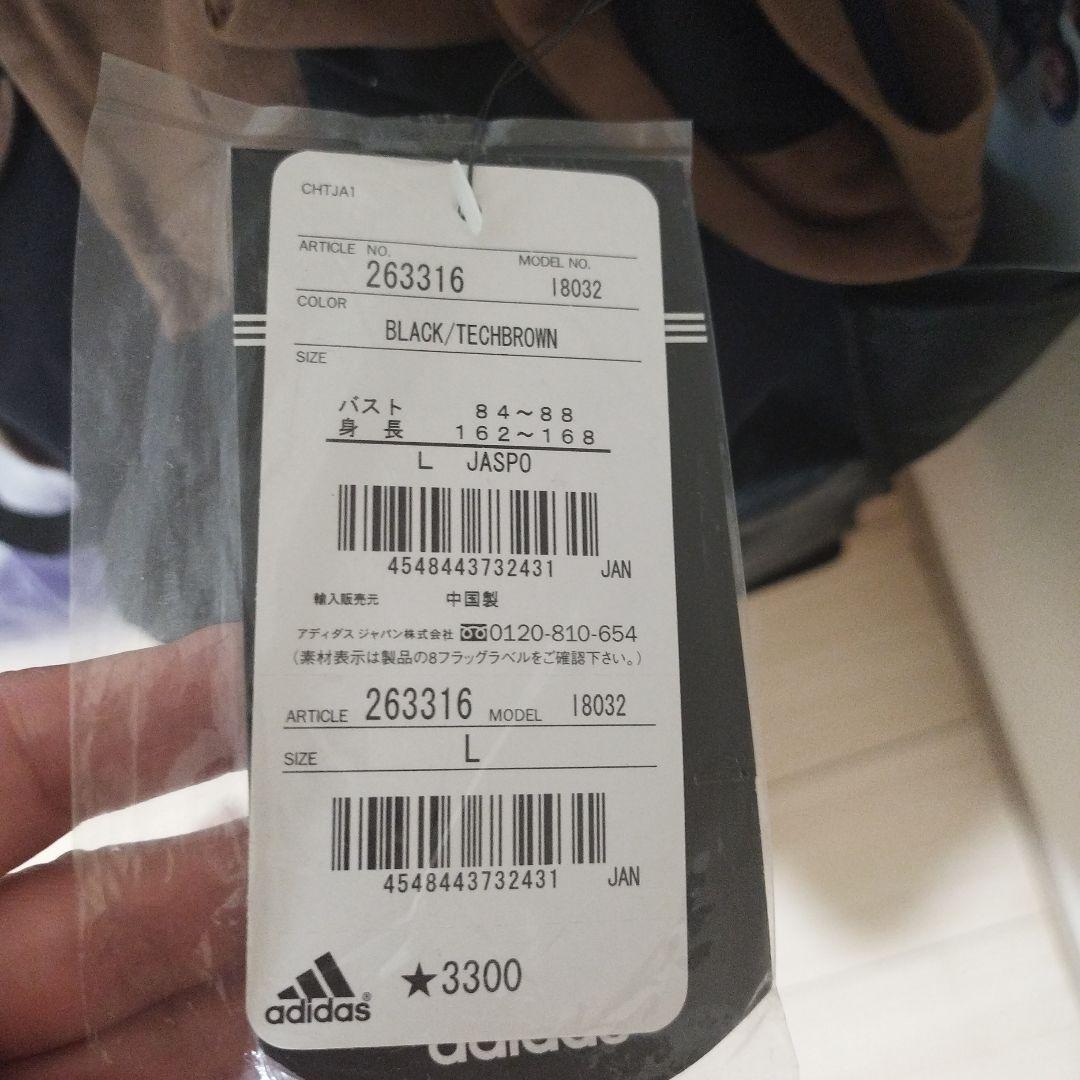 CHTJA1
ARTICLE NO. MODEL NO.
263316 I8032
COLOR
BLACK/TECHBROWN
SIZE
バスト 84~88
身長 162~168
L JASPO
4548443732431 JAN
輸入販売元 中国製
アディダス ジャパン株式会社 0120-810-654
(素材表示は製品の8フラッグラベルをご確認下さい。)
ARTICLE 263316 MODEL I8032
SIZE L
4548443732431 JAN
adidas® ★3300
adidas